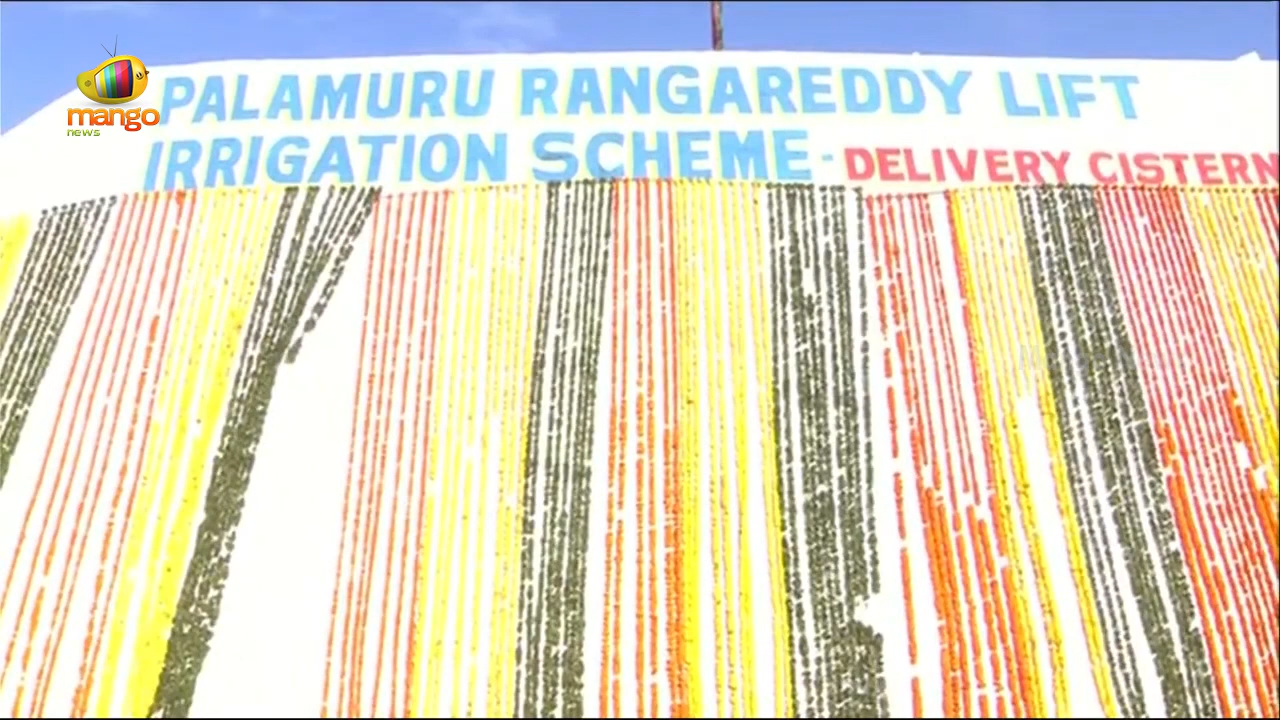 PALAMURU RANGAREDDY LIFT
IRRIGATION SCHEME - DELIVERY CISTERN
mango
news